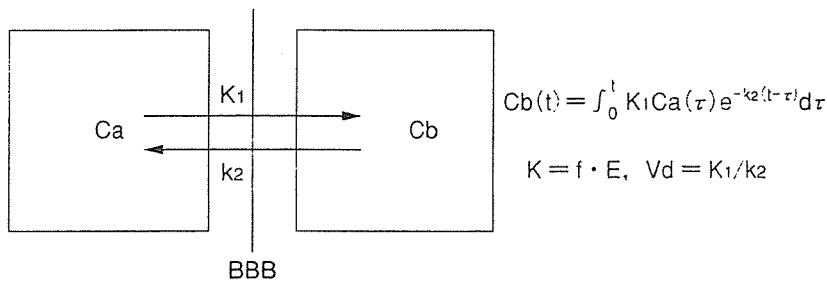 K1
Ca
Cb
k2
BBB
Cb(t) = ∫₀ᵗ K1Ca(τ)e⁻ᵏ²⁽ᵗ⁻τ⁾dτ
K = f · E, Vd = K1/k2